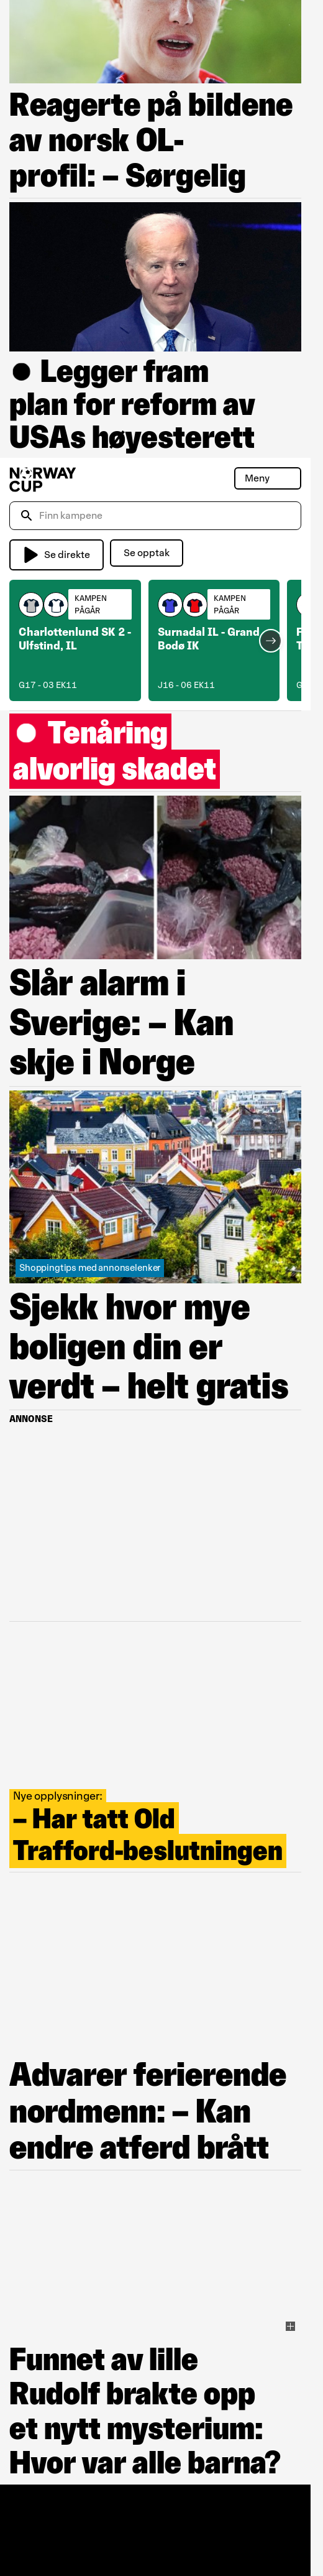 Reagerte på bildene
av norsk OL-
profil: – Sørgelig
● Legger fram
plan for reform av
USAs høyesterett
NORWAY
CUP
Meny
Finn kampene
Se direkte
Se opptak
KAMPEN
PÅGÅR
Charlottenlund SK 2 -
Ulfstind, IL
G17 - 03 EK11
KAMPEN
PÅGÅR
Surnadal IL - Grand
Bodø IK
J16 - 06 EK11
● Tenåring
alvorlig skadet
Slår alarm i
Sverige: – Kan
skje i Norge
Shoppingtips med annonselenker
Sjekk hvor mye
boligen din er
verdt – helt gratis
ANNONSE
Nye opplysninger:
– Har tatt Old
Trafford-beslutningen
Advarer ferierende
nordmenn: – Kan
endre atferd brått
Funnet av lille
Rudolf brakte opp
et nytt mysterium:
Hvor var alle barna?